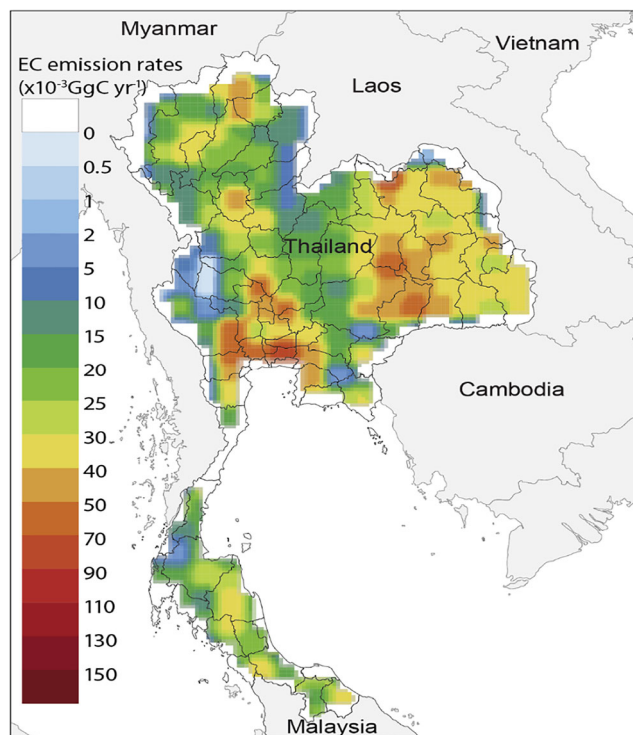 Myanmar
Vietnam
EC emission rates
(x10⁻³GgC yr⁻¹)
Laos
0
0.5
1
2
5
10
15
20
25
30
40
50
70
90
110
130
150
Thailand
Cambodia
Malaysia